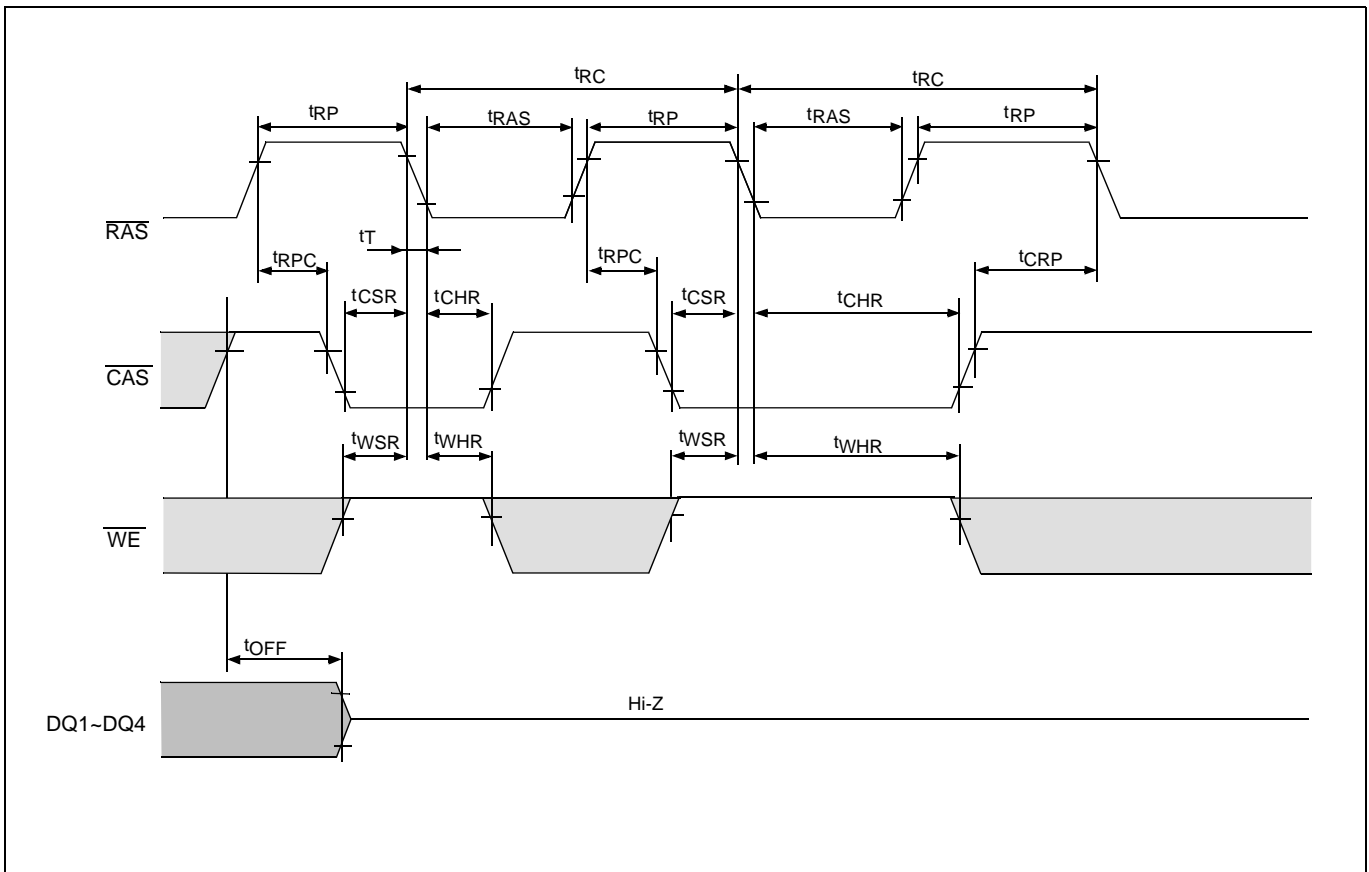 tRC tRC
tRP tRAS tRP tRAS tRP
RAS
tT
tRPC tRPC tCRP
tCSR tCHR tCSR tCHR
CAS
tWSR tWHR tWSR tWHR
WE
tOFF
Hi-Z
DQ1~DQ4